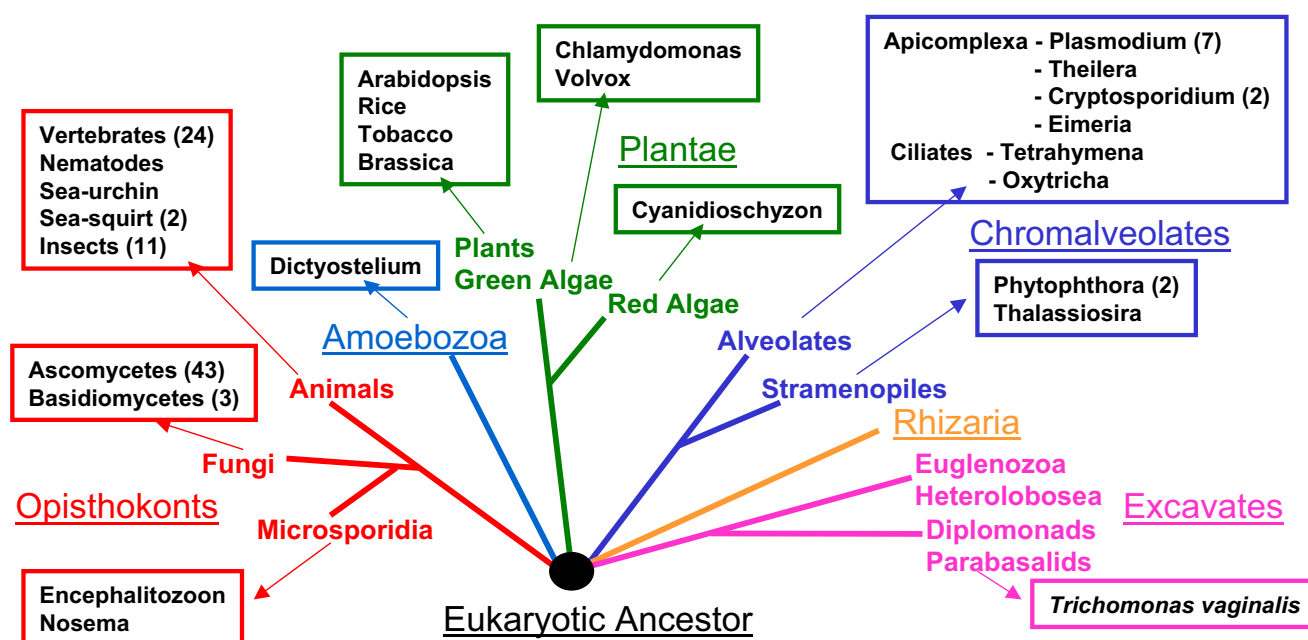 Chlamydomonas
Volvox
Apicomplexa - Plasmodium (7)
- Theilera
- Cryptosporidium (2)
- Eimeria
Ciliates - Tetrahymena
- Oxytricha
Arabidopsis
Rice
Tobacco
Brassica
Vertebrates (24)
Nematodes
Sea-urchin
Sea-squirt (2)
Insects (11)
Plantae
Cyanidioschyzon
Chromalveolates
Plants
Green Algae
Dictyostelium
Red Algae
Phytophthora (2)
Thalassiosira
Amoebozoa
Alveolates
Ascomycetes (43)
Basidiomycetes (3)
Animals
Stramenopiles
Rhizaria
Fungi
Euglenozoa
Heterolobosea
Opisthokonts
Excavates
Microsporidia
Diplomonads
Parabasalids
Encephalitozoon
Nosema
Eukaryotic Ancestor
Trichomonas vaginalis